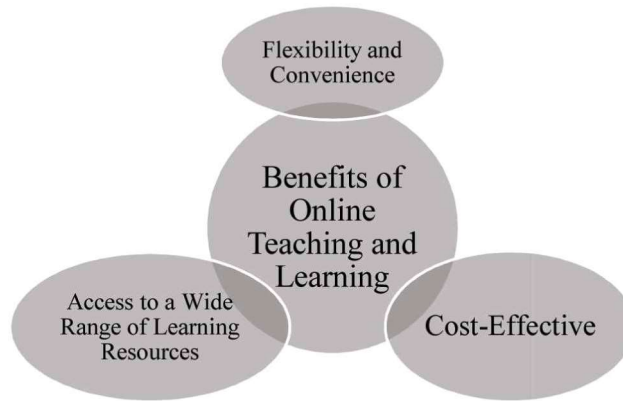 Flexibility and
Convenience
Benefits of
Online
Teaching and
Learning
Access to a Wide
Range of Learning
Resources
Cost-Effective